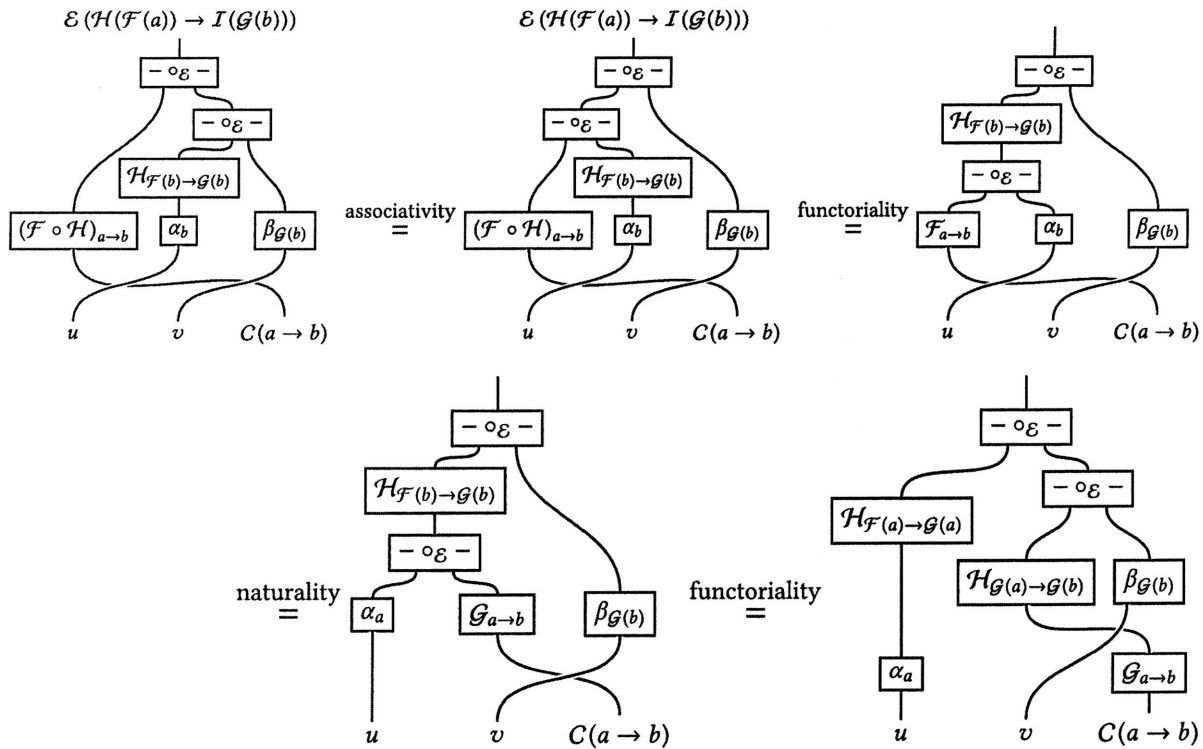 ℰ(ℋ(ℱ(a)) → I(𝒢(b)))
ℰ(ℋ(ℱ(a)) → I(𝒢(b)))
− ∘ℰ −
− ∘ℰ −
ℋℱ(b)→𝒢(b)
(ℱ ∘ ℋ)a→b
αb
β𝒢(b)
u
v
C(a → b)
associativity
=
− ∘ℰ −
− ∘ℰ −
ℋℱ(b)→𝒢(b)
(ℱ ∘ ℋ)a→b
αb
β𝒢(b)
u
v
C(a → b)
functoriality
=
− ∘ℰ −
ℋℱ(b)→𝒢(b)
− ∘ℰ −
ℱa→b
αb
β𝒢(b)
u
v
C(a → b)
naturality
=
− ∘ℰ −
ℋℱ(b)→𝒢(b)
− ∘ℰ −
αa
𝒢a→b
β𝒢(b)
u
v
C(a → b)
functoriality
=
− ∘ℰ −
− ∘ℰ −
ℋℱ(a)→𝒢(a)
ℋ𝒢(a)→𝒢(b)
β𝒢(b)
αa
𝒢a→b
u
v
C(a → b)